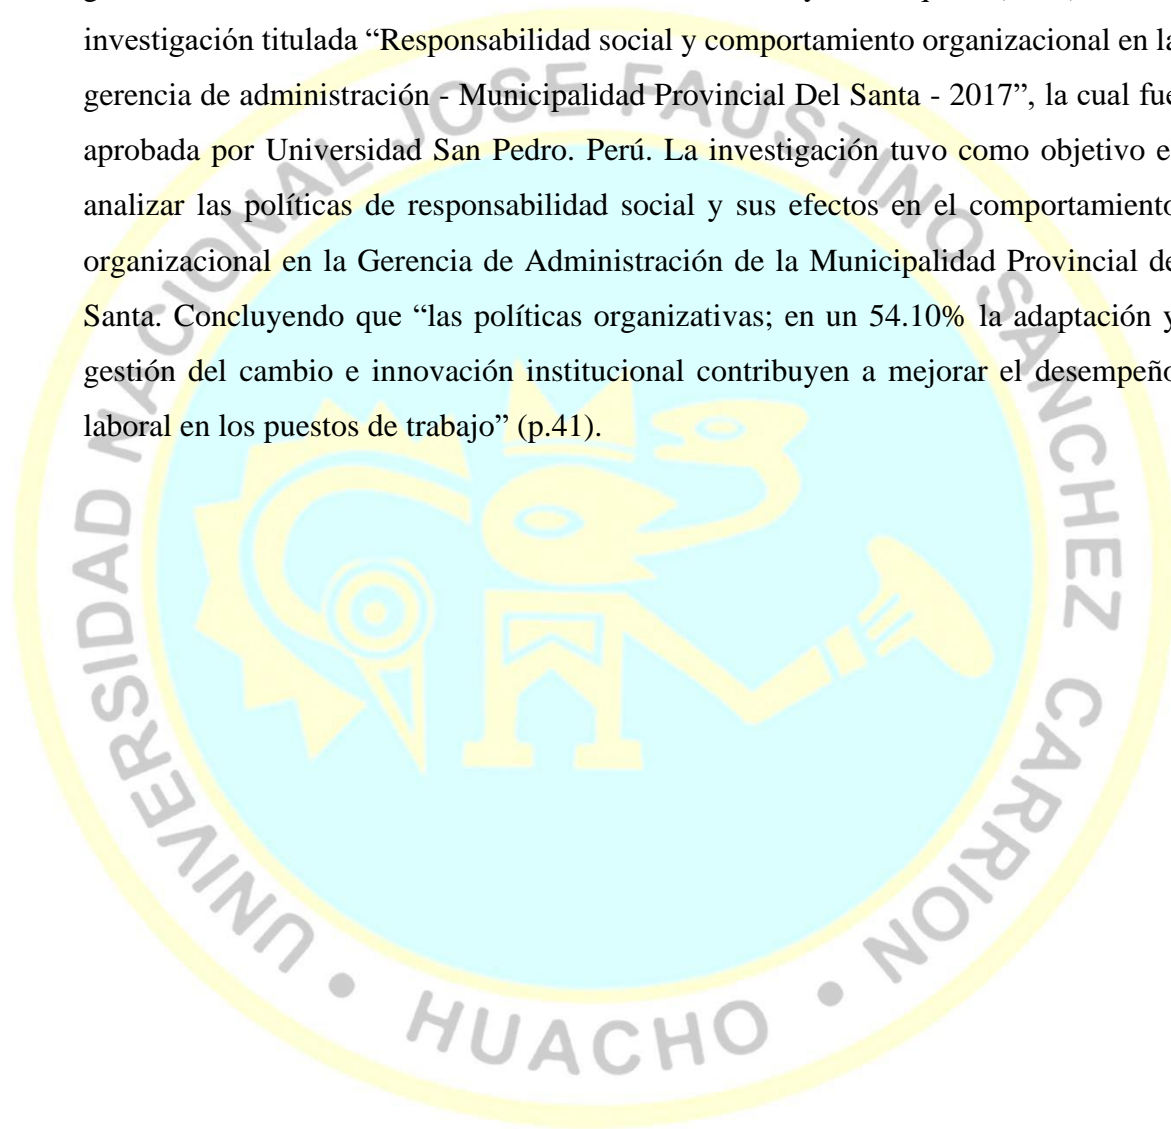 investigación titulada “Responsabilidad social y comportamiento organizacional en la
gerencia de administración - Municipalidad Provincial Del Santa - 2017”, la cual fue
aprobada por Universidad San Pedro. Perú. La investigación tuvo como objetivo e
analizar las políticas de responsabilidad social y sus efectos en el comportamiento
organizacional en la Gerencia de Administración de la Municipalidad Provincial de
Santa. Concluyendo que “las políticas organizativas; en un 54.10% la adaptación y
gestión del cambio e innovación institucional contribuyen a mejorar el desempeño
laboral en los puestos de trabajo” (p.41).
UNIVERSIDAD NACIONAL JOSE FAUSTINO SANCHEZ CARRION
• HUACHO •